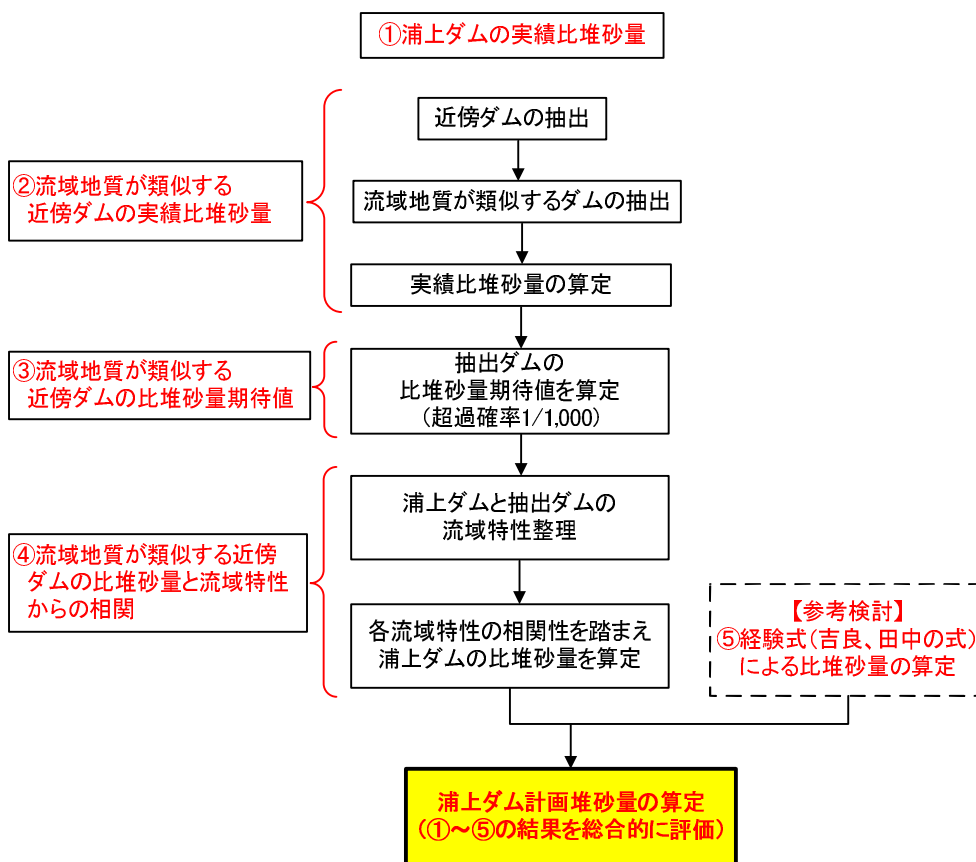 ①浦上ダムの実績比堆砂量
近傍ダムの抽出
②流域地質が類似する
近傍ダムの実績比堆砂量
流域地質が類似するダムの抽出
実績比堆砂量の算定
③流域地質が類似する
近傍ダムの比堆砂量期待値
抽出ダムの
比堆砂量期待値を算定
(超過確率1/1,000)
浦上ダムと抽出ダムの
流域特性整理
④流域地質が類似する近傍
ダムの比堆砂量と流域特性
からの相関
各流域特性の相関性を踏まえ
浦上ダムの比堆砂量を算定
【参考検討】
⑤経験式(吉良、田中の式)
による比堆砂量の算定
浦上ダム計画堆砂量の算定
(①～⑤の結果を総合的に評価)